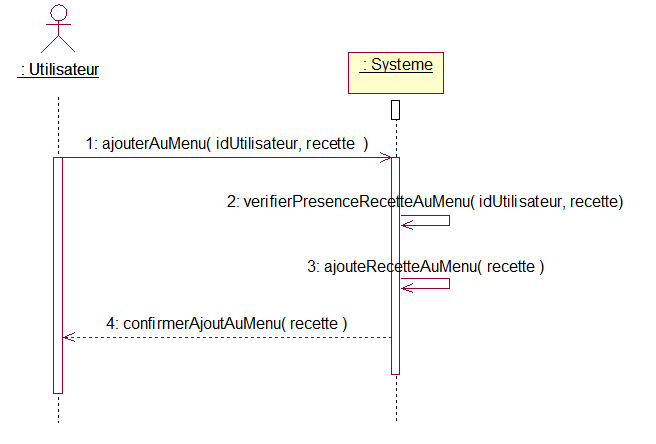 : Utilisateur
: Systeme
1: ajouterAuMenu( idUtilisateur, recette )
2: verifierPresenceRecetteAuMenu( idUtilisateur, recette)
3: ajouteRecetteAuMenu( recette )
4: confirmerAjoutAuMenu( recette )